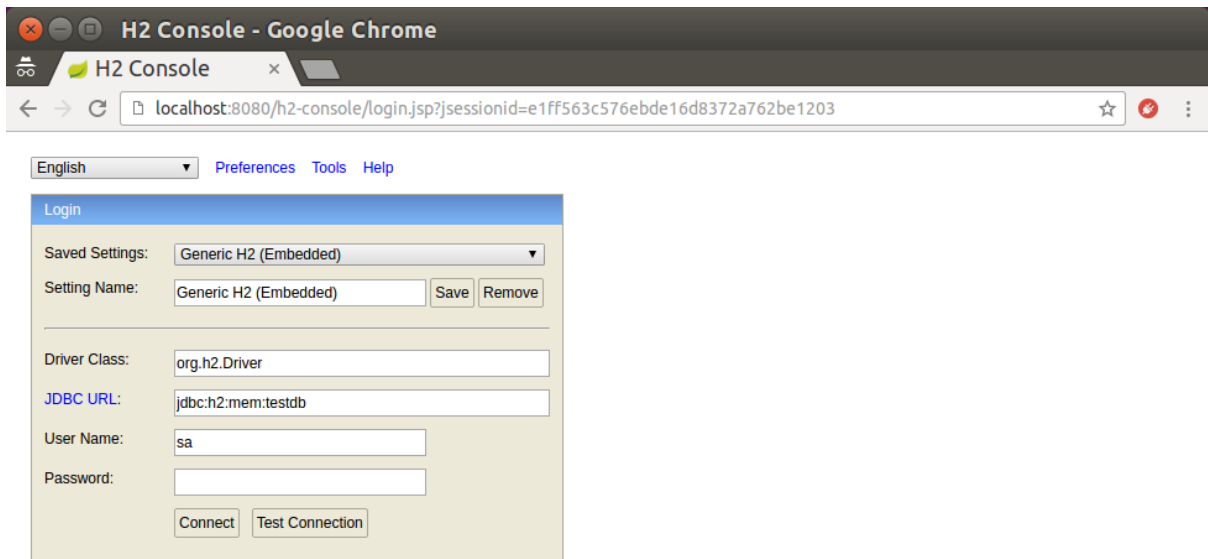 H2 Console - Google Chrome
H2 Console
localhost:8080/h2-console/login.jsp?jsessionid=e1ff563c576ebde16d8372a762be1203
English Preferences Tools Help
Login
Saved Settings: Generic H2 (Embedded)
Setting Name: Generic H2 (Embedded) Save Remove
Driver Class: org.h2.Driver
JDBC URL: jdbc:h2:mem:testdb
User Name: sa
Password:
Connect Test Connection